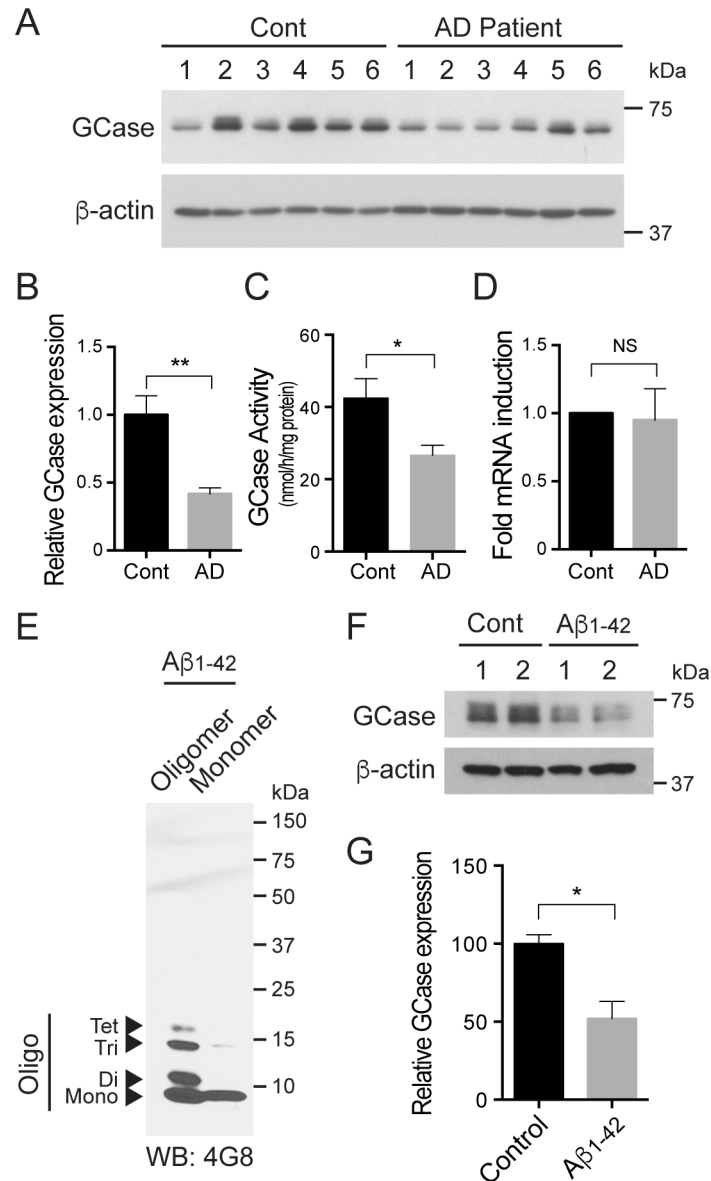 A
Cont AD Patient
1 2 3 4 5 6 1 2 3 4 5 6 kDa
GCase
75
β-actin
37
B
Relative GCase expression
1.5
1.0
0.5
0
**
Cont AD
C
GCase Activity
(nmol/h/mg protein)
60
40
20
0
*
Cont AD
D
Fold mRNA induction
1.5
1.0
0.5
0
NS
Cont AD
E
Aβ1-42
Oligomer
Monomer
kDa
150
75
50
37
25
15
10
Oligo
Tet
Tri
Di
Mono
WB: 4G8
F
Cont Aβ1-42
1 2 1 2 kDa
GCase
75
β-actin
37
G
Relative GCase expression
150
100
50
0
*
Control
Aβ1-42